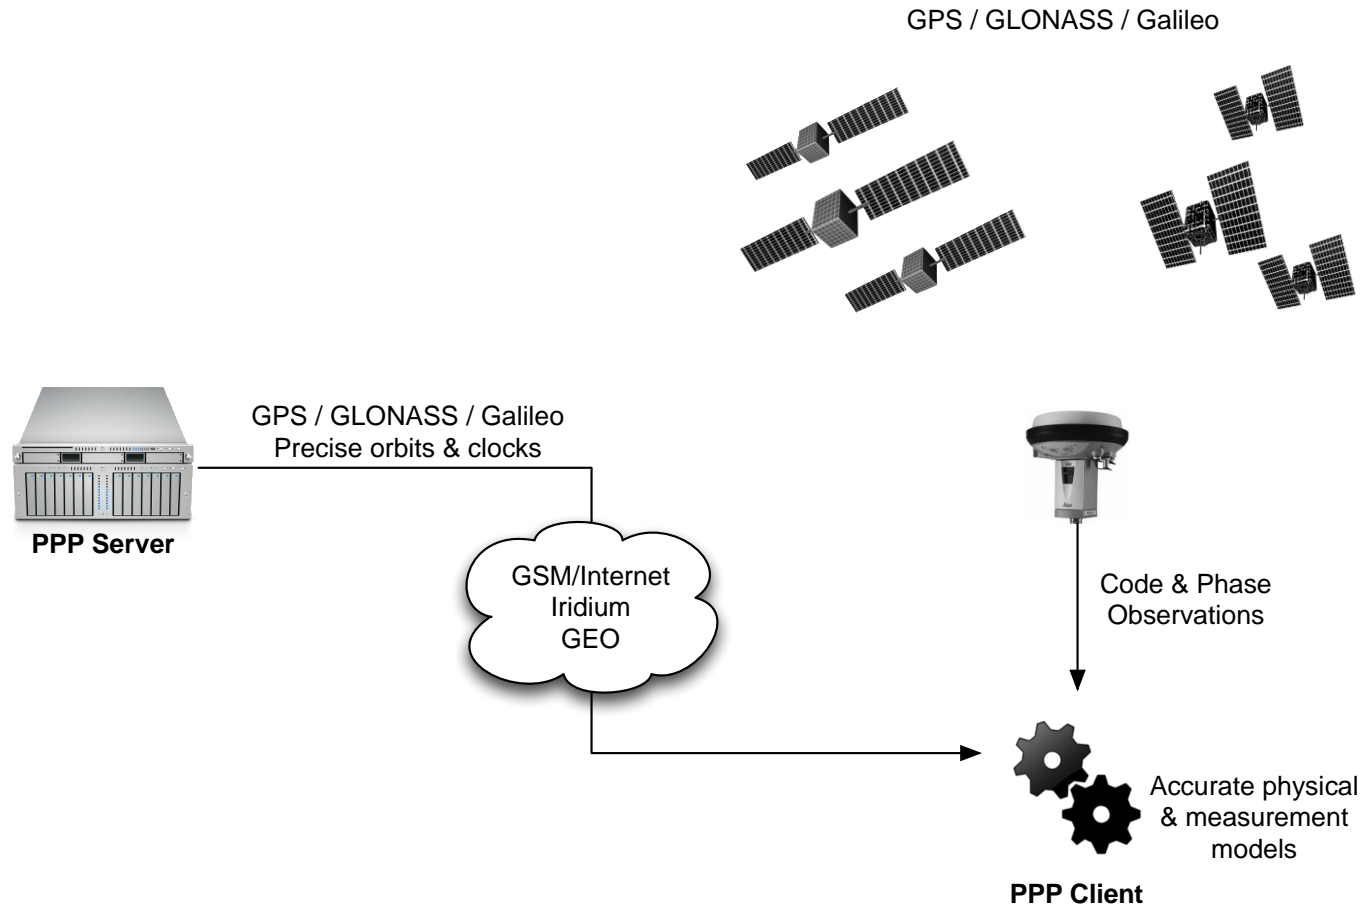 GPS / GLONASS / Galileo
GPS / GLONASS / Galileo
Precise orbits & clocks
PPP Server
GSM/Internet
Iridium
GEO
Code & Phase
Observations
Accurate physical
& measurement
models
PPP Client